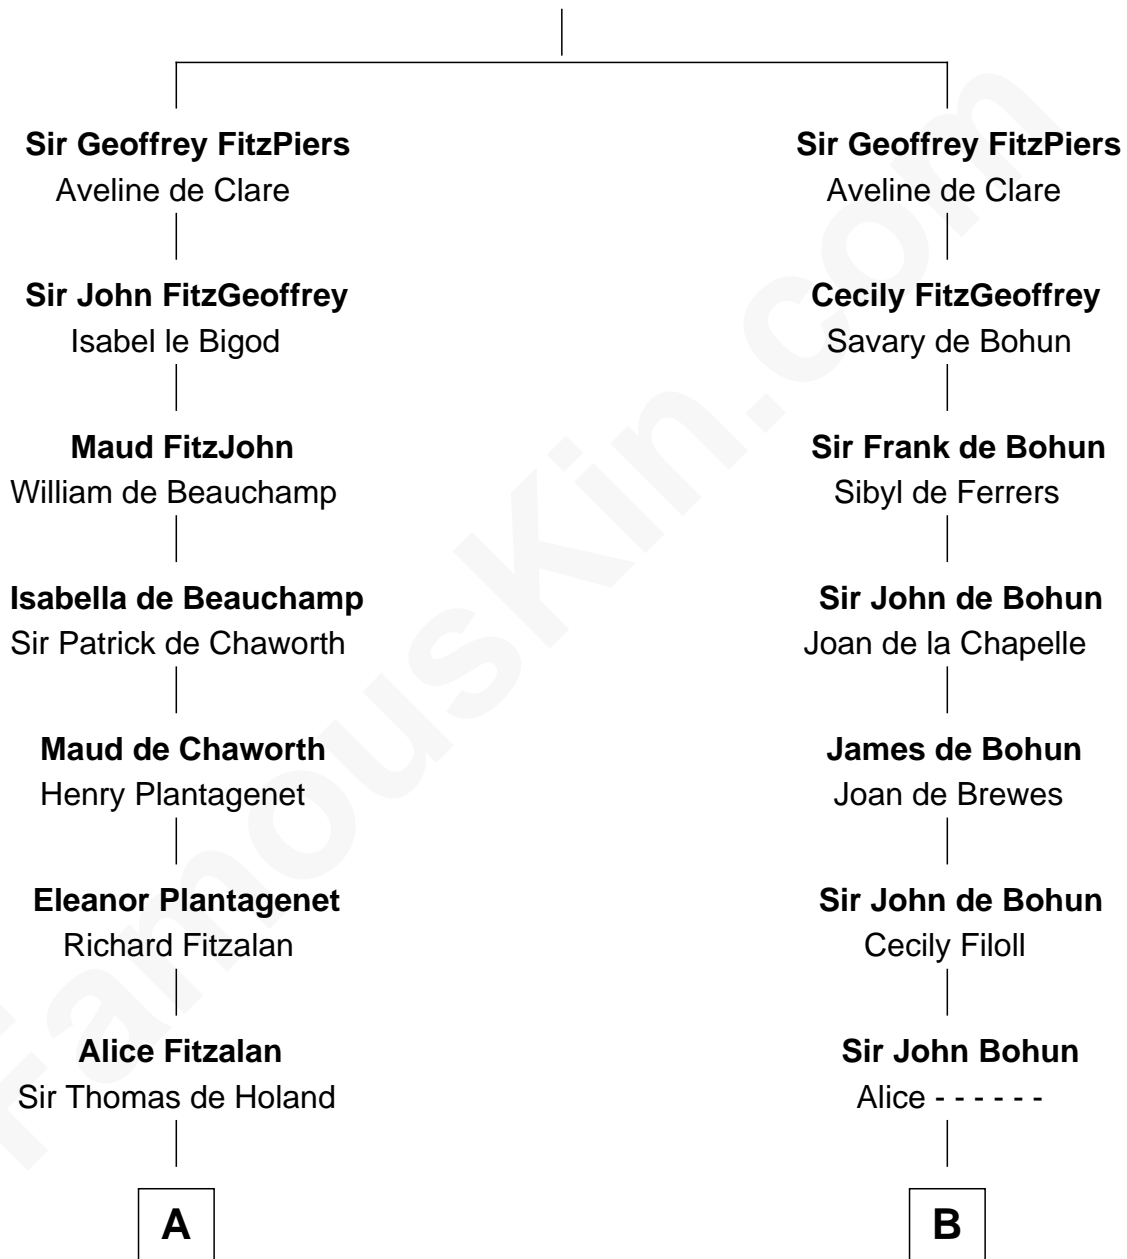 Sir Geoffrey FitzPiers
Aveline de Clare
Sir John FitzGeoffrey
Isabel le Bigod
Maud FitzJohn
William de Beauchamp
Isabella de Beauchamp
Sir Patrick de Chaworth
Maud de Chaworth
Henry Plantagenet
Eleanor Plantagenet
Richard Fitzalan
Alice Fitzalan
Sir Thomas de Holand
A
Sir Geoffrey FitzPiers
Aveline de Clare
Cecily FitzGeoffrey
Savary de Bohun
Sir Frank de Bohun
Sibyl de Ferrers
Sir John de Bohun
Joan de la Chapelle
James de Bohun
Joan de Brewes
Sir John de Bohun
Cecily Filoll
Sir John Bohun
Alice - - - - - -
B
FamousKin.com